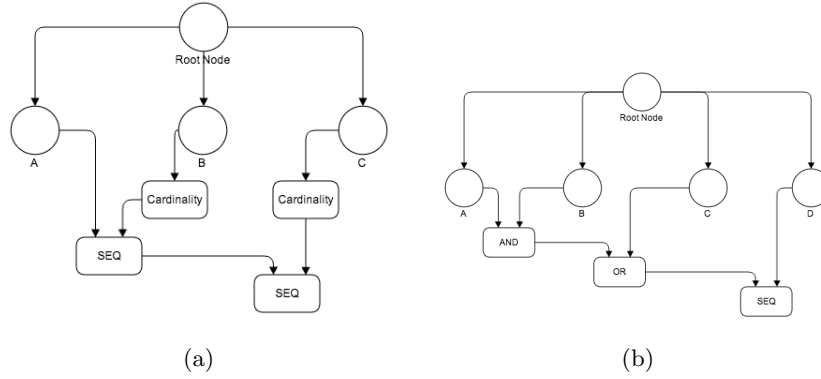 Root Node
A
B
C
Cardinality
Cardinality
SEQ
SEQ
(a)
Root Node
A
B
C
D
AND
OR
SEQ
(b)